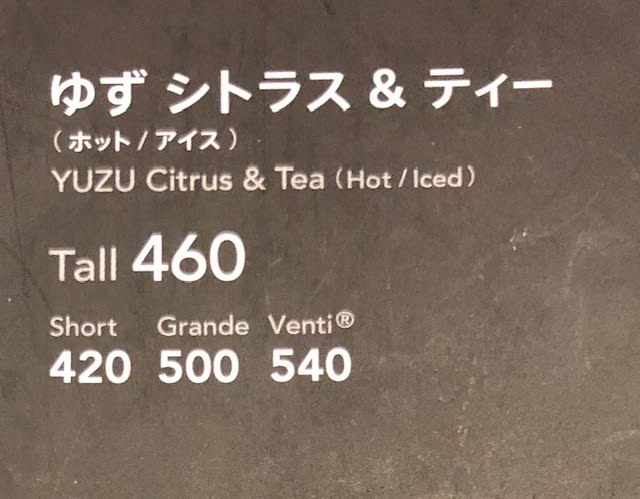 ゆず シトラス & ティー
(ホット/アイス)
YUZU Citrus & Tea (Hot/Iced)
Tall 460
Short Grande Venti®
420 500 540